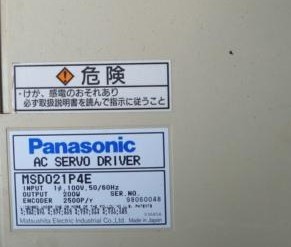 危険
・けが、感電のおそれあり
必ず取扱説明書を読んで指示に従うこと
Panasonic
AC SERVO DRIVER
MSD021P4E
INPUT 1φ,100V,50/60Hz
OUTPUT 200W SER.NO.
ENCODER 2500P/r 98060048
Matsushita Electric Industrial Co.,Ltd. Made in Japan